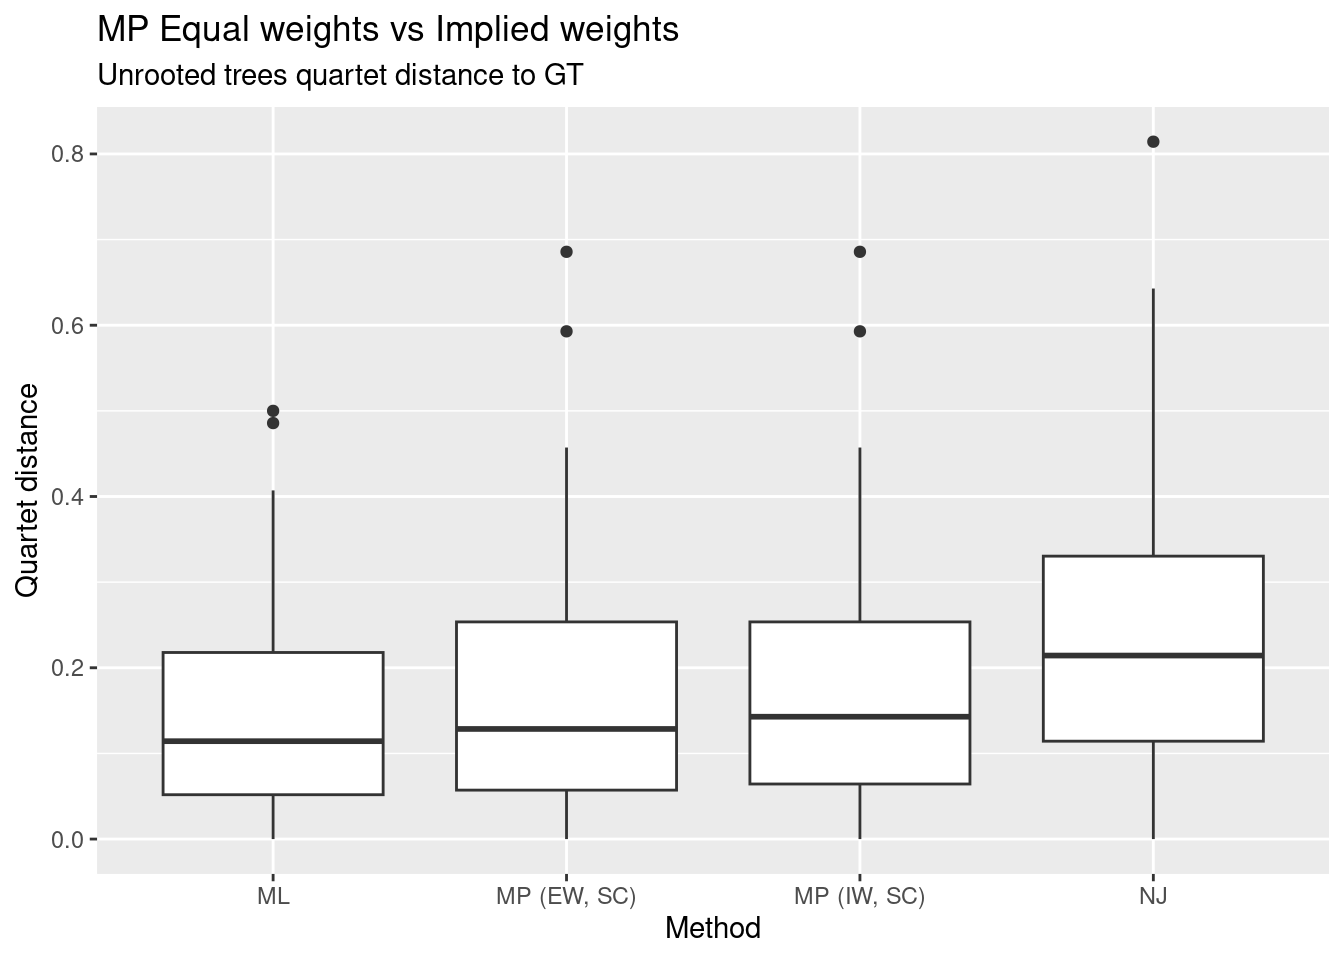 MP Equal weights vs Implied weights
Unrooted trees quartet distance to GT
0.8
0.6
0.4
0.2
0.0
Quartet distance
ML
MP (EW, SC)
MP (IW, SC)
NJ
Method